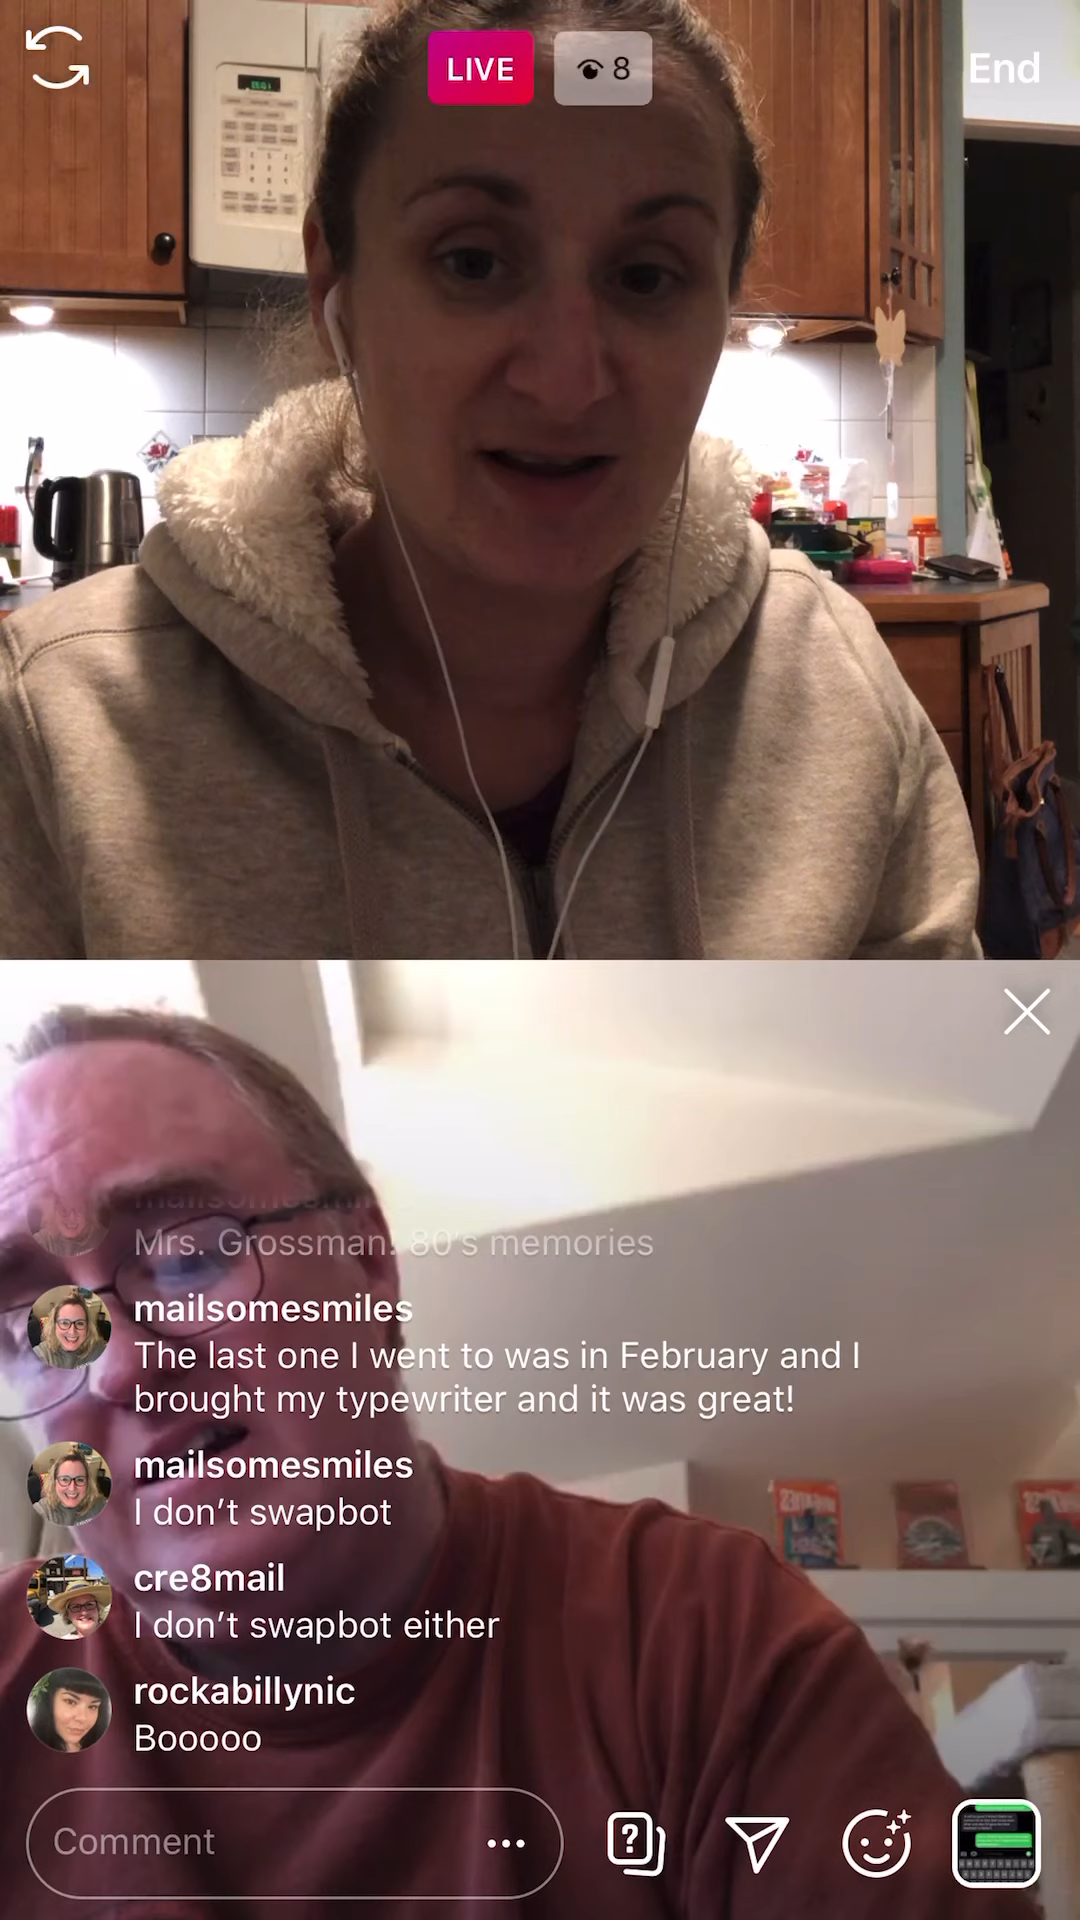 LIVE
8
End
mailsomesmiles
Mrs. Grossman. 80's memories
mailsomesmiles
The last one I went to was in February and I
brought my typewriter and it was great!
mailsomesmiles
I don't swapbot
cre8mail
I don't swapbot either
rockabillynic
Booooo
Comment